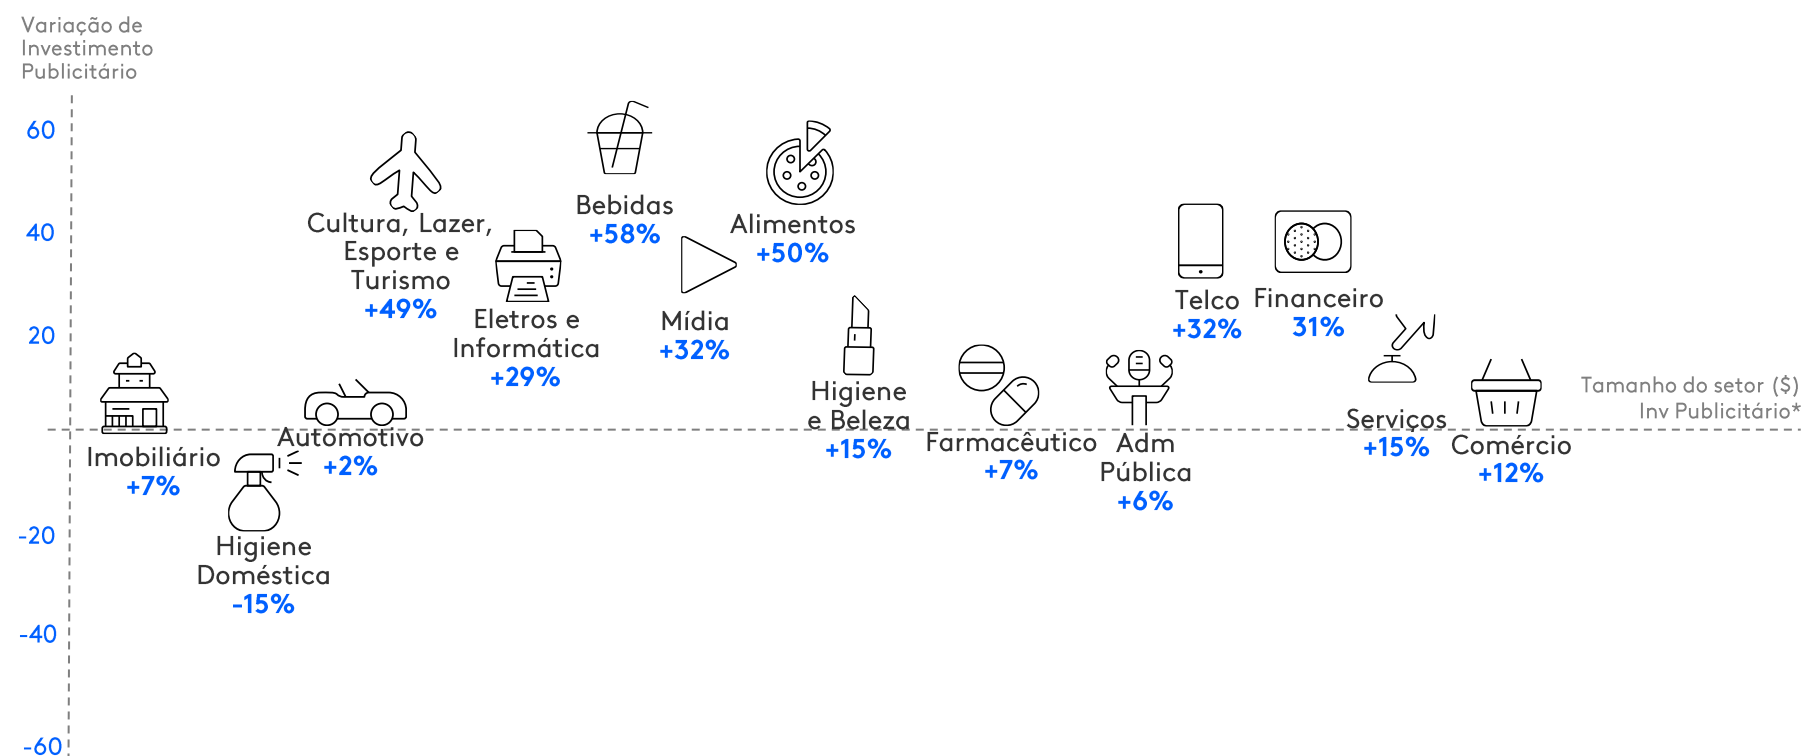 Variação de
Investimento
Publicitário
60
40
20
-20
-40
-60
Imobiliário
+7%
Higiene
Doméstica
-15%
Automotivo
+2%
Cultura, Lazer,
Esporte e
Turismo
+49%
Eletros e
Informática
+29%
Bebidas
+58%
Mídia
+32%
Alimentos
+50%
Higiene
e Beleza
+15%
Farmacêutico
+7%
Adm
Pública
+6%
Telco
+32%
Financeiro
31%
Serviços
+15%
Comércio
+12%
Tamanho do setor ($)
Inv Publicitário*